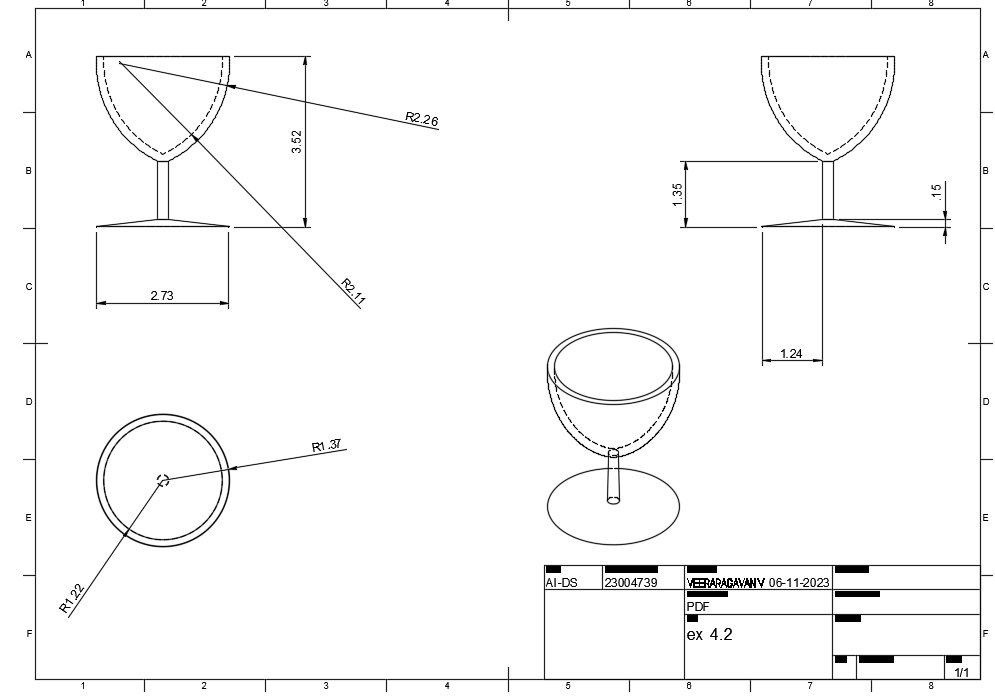 1 2 3 4 5 6 7 8
A A
R2.26
3.52
B B
1.35
.15
C C
R2.11
2.73
1.24
D D
R1.37
E E
R1.22
AI-DS 23004739 VEERARAGAVAN V 06-11-2023
PDF
F F
ex 4.2
1/1
1 2 3 4 5 6 7 8